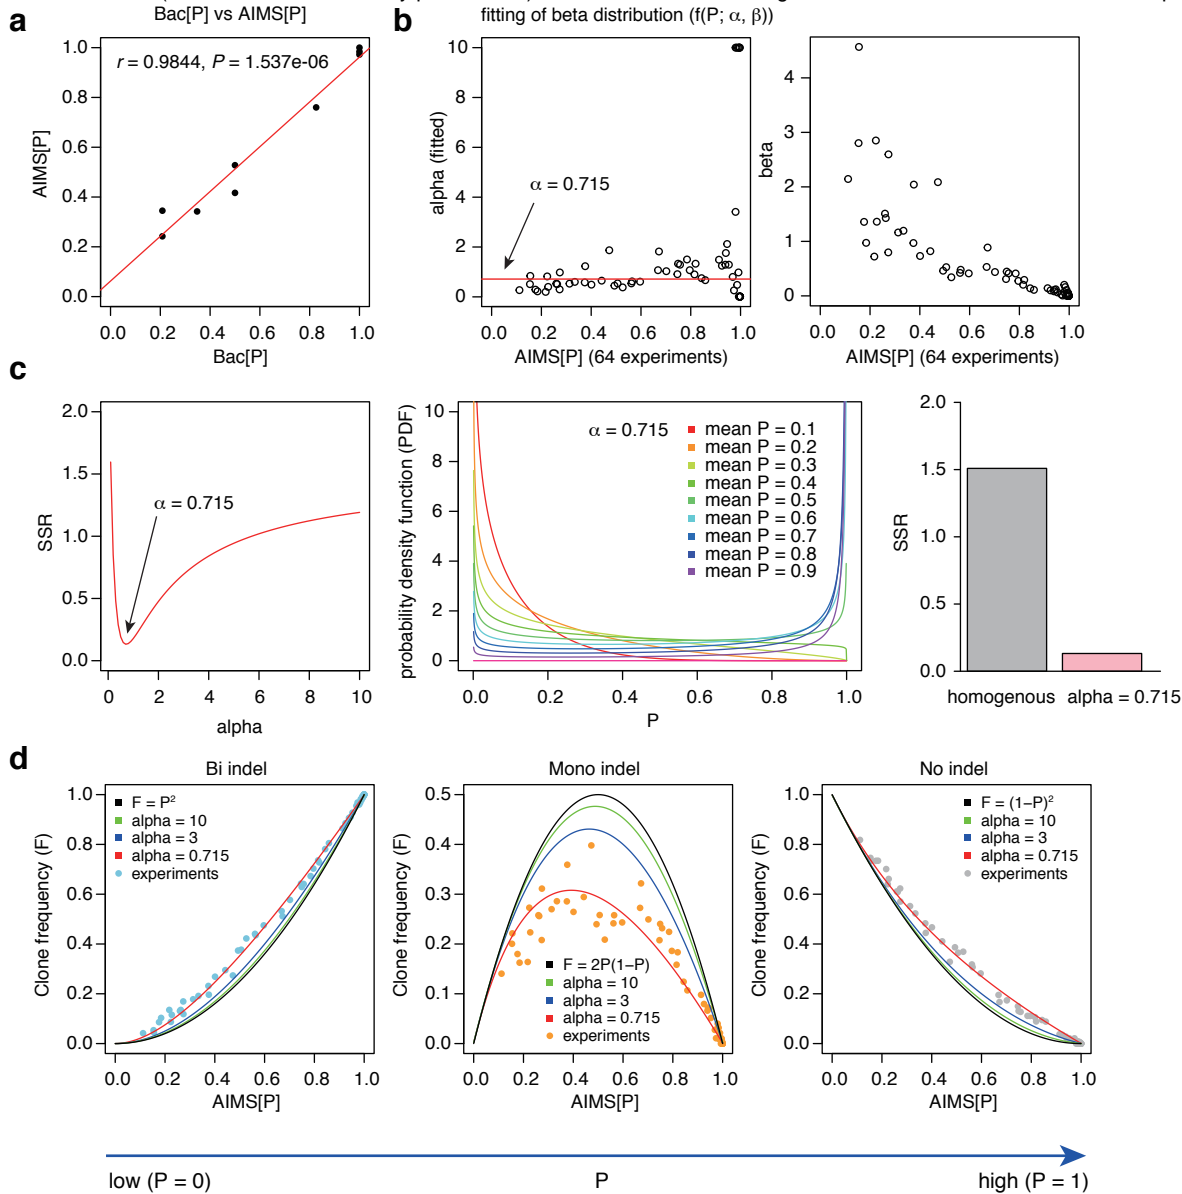 a
Bac[P] vs AIMS[P]
r = 0.9844, P = 1.537e-06
AIMS[P]
1.0
0.8
0.6
0.4
0.2
0.0
0.0 0.2 0.4 0.6 0.8 1.0
Bac[P]
b
fitting of beta distribution (f(P; α, β))
alpha (fitted)
10
8
6
4
2
0
α = 0.715
0.0 0.2 0.4 0.6 0.8 1.0
AIMS[P] (64 experiments)
beta
4
3
2
1
0
0.0 0.2 0.4 0.6 0.8 1.0
AIMS[P] (64 experiments)
c
SSR
2.0
1.5
1.0
0.5
0.0
α = 0.715
0 2 4 6 8 10
alpha
probability density function (PDF)
10
8
6
4
2
0
α = 0.715
mean P = 0.1
mean P = 0.2
mean P = 0.3
mean P = 0.4
mean P = 0.5
mean P = 0.6
mean P = 0.7
mean P = 0.8
mean P = 0.9
0.0 0.2 0.4 0.6 0.8 1.0
P
SSR
2.0
1.5
1.0
0.5
0.0
homogenous alpha = 0.715
d
Bi indel
Clone frequency (F)
1.0
0.8
0.6
0.4
0.2
0.0
F = P²
alpha = 10
alpha = 3
alpha = 0.715
experiments
0.0 0.2 0.4 0.6 0.8 1.0
AIMS[P]
Mono indel
Clone frequency (F)
0.5
0.4
0.3
0.2
0.1
0.0
F = 2P(1−P)
alpha = 10
alpha = 3
alpha = 0.715
experiments
0.0 0.2 0.4 0.6 0.8 1.0
AIMS[P]
No indel
Clone frequency (F)
1.0
0.8
0.6
0.4
0.2
0.0
F = (1−P)²
alpha = 10
alpha = 3
alpha = 0.715
experiments
0.0 0.2 0.4 0.6 0.8 1.0
AIMS[P]
low (P = 0) P high (P = 1)